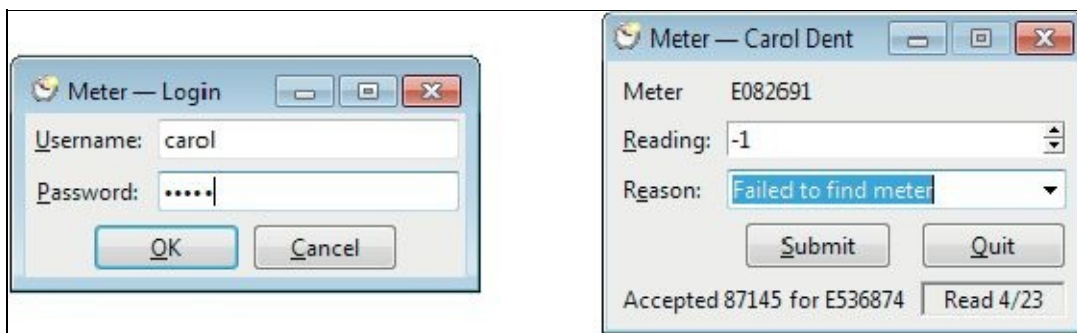 Meter — Login
Username: carol
Password: •••••
OK Cancel
Meter — Carol Dent
Meter E082691
Reading: -1
Reason: Failed to find meter
Submit Quit
Accepted 87145 for E536874 Read 4/23